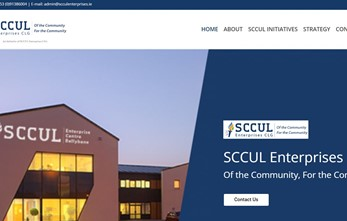 E-mail: admin@scculenterprises.ie
SCCUL
Enterprises CLG
Of the Community
For the Community
HOME
ABOUT
SCCUL INITIATIVES
STRATEGY
SCCUL
Enterprise
Centre
Ballybane
SCCUL
Enterprises CLG
Of the Community
For the Community
SCCUL Enterprises
Of the Community, For the Com
Contact Us